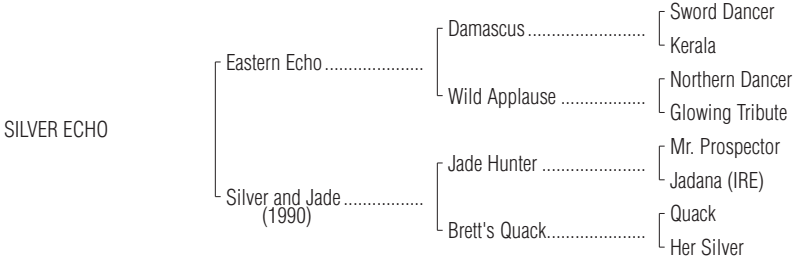 Sword Dancer
Damascus
Kerala
Eastern Echo
Northern Dancer
Wild Applause
Glowing Tribute
SILVER ECHO
Mr. Prospector
Jade Hunter
Jadana (IRE)
Silver and Jade
(1990)
Quack
Brett's Quack
Her Silver